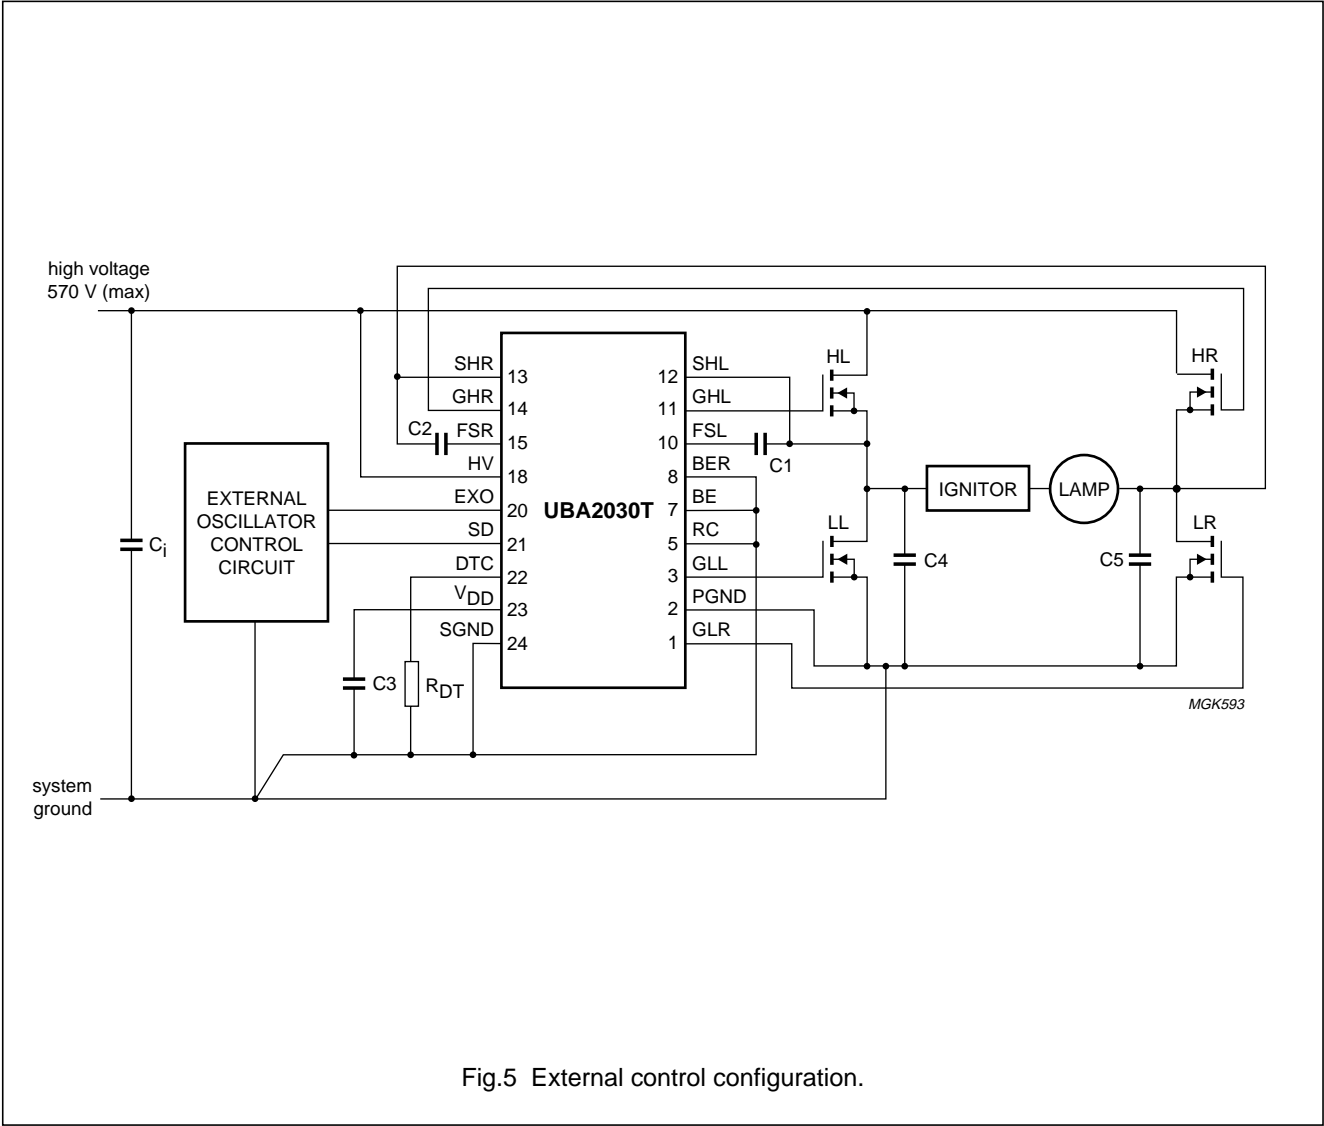 high voltage
570 V (max)
SHR
13
GHR
14
C2
FSR
15
HV
18
EXO
20
SD
21
DTC
22
VDD
23
SGND
24
UBA2030T
12
SHL
11
GHL
10
FSL
C1
8
BER
7
BE
5
RC
3
GLL
2
PGND
1
GLR
HL
HR
LL
LR
IGNITOR
LAMP
C4
C5
EXTERNAL
OSCILLATOR
CONTROL
CIRCUIT
Ci
C3
RDT
MGK593
system
ground
Fig.5 External control configuration.